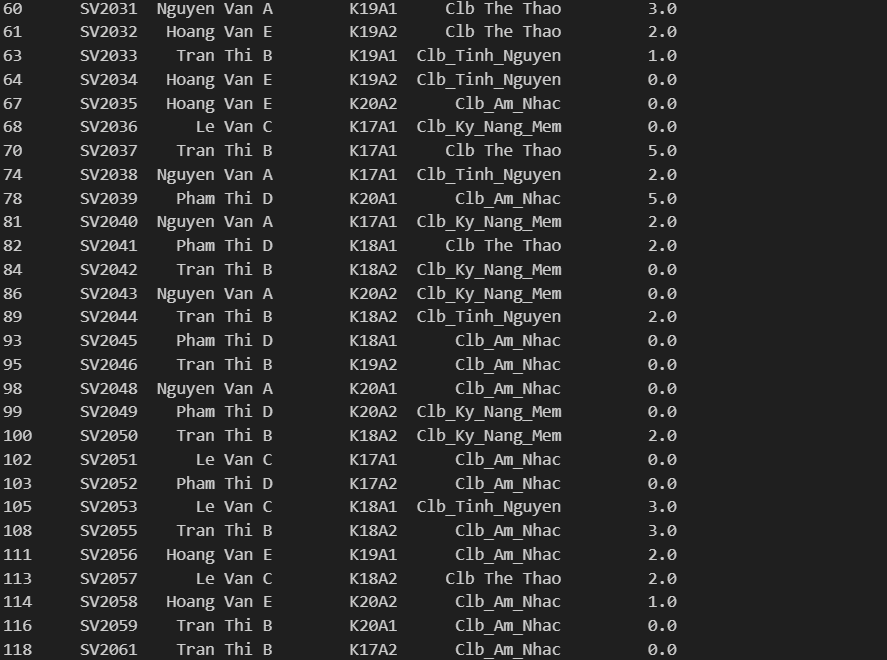 60 SV2031 Nguyen Van A K19A1 Clb The Thao 3.0
61 SV2032 Hoang Van E K19A2 Clb The Thao 2.0
63 SV2033 Tran Thi B K19A1 Clb_Tinh_Nguyen 1.0
64 SV2034 Hoang Van E K19A2 Clb_Tinh_Nguyen 0.0
67 SV2035 Hoang Van E K20A2 Clb_Am_Nhac 0.0
68 SV2036 Le Van C K17A1 Clb_Ky_Nang_Mem 0.0
70 SV2037 Tran Thi B K17A1 Clb The Thao 5.0
74 SV2038 Nguyen Van A K17A1 Clb_Tinh_Nguyen 2.0
78 SV2039 Pham Thi D K20A1 Clb_Am_Nhac 5.0
81 SV2040 Nguyen Van A K17A1 Clb_Ky_Nang_Mem 2.0
82 SV2041 Pham Thi D K18A1 Clb The Thao 2.0
84 SV2042 Tran Thi B K18A2 Clb_Ky_Nang_Mem 0.0
86 SV2043 Nguyen Van A K20A2 Clb_Ky_Nang_Mem 0.0
89 SV2044 Tran Thi B K18A2 Clb_Tinh_Nguyen 2.0
93 SV2045 Pham Thi D K18A1 Clb_Am_Nhac 0.0
95 SV2046 Tran Thi B K19A2 Clb_Am_Nhac 0.0
98 SV2048 Nguyen Van A K20A1 Clb_Am_Nhac 0.0
99 SV2049 Pham Thi D K20A2 Clb_Ky_Nang_Mem 0.0
100 SV2050 Tran Thi B K18A2 Clb_Ky_Nang_Mem 2.0
102 SV2051 Le Van C K17A1 Clb_Am_Nhac 0.0
103 SV2052 Pham Thi D K17A2 Clb_Am_Nhac 0.0
105 SV2053 Le Van C K18A1 Clb_Tinh_Nguyen 3.0
108 SV2055 Tran Thi B K18A2 Clb_Am_Nhac 3.0
111 SV2056 Hoang Van E K19A1 Clb_Am_Nhac 2.0
113 SV2057 Le Van C K18A2 Clb The Thao 2.0
114 SV2058 Hoang Van E K20A2 Clb_Am_Nhac 1.0
116 SV2059 Tran Thi B K20A1 Clb_Am_Nhac 0.0
118 SV2061 Tran Thi B K17A2 Clb_Am_Nhac 0.0